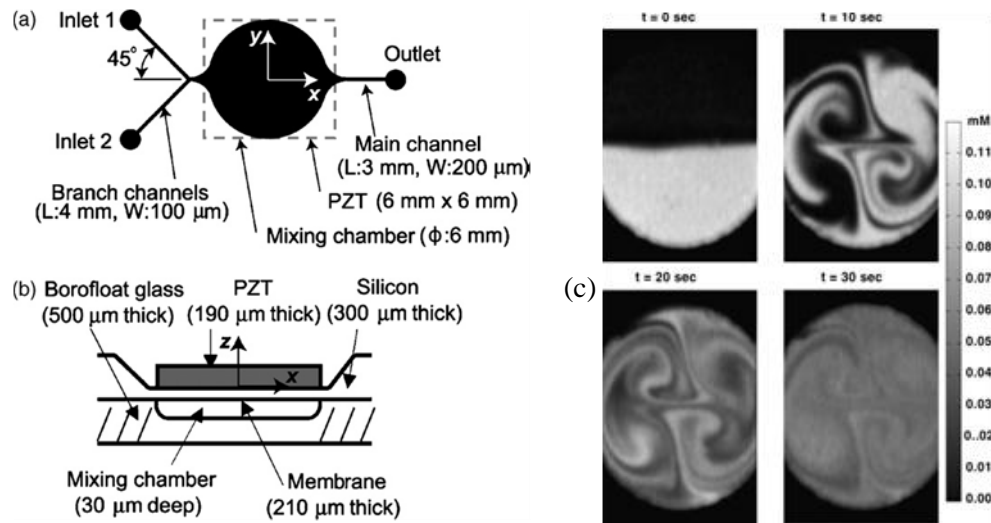 (a)
Inlet 1
45°
Inlet 2
y
x
Outlet
Main channel
(L:3 mm, W:200 μm)
Branch channels
(L:4 mm, W:100 μm)
PZT (6 mm x 6 mm)
Mixing chamber (ϕ:6 mm)
(b)
Borofloat glass
(500 μm thick)
PZT
(190 μm thick)
Silicon
(300 μm thick)
z
x
Mixing chamber
(30 μm deep)
Membrane
(210 μm thick)
(c)
t = 0 sec
t = 10 sec
t = 20 sec
t = 30 sec
mM
0.11
0.10
0.09
0.08
0.07
0.06
0.05
0.04
0.03
0.02
0.0..
0.00